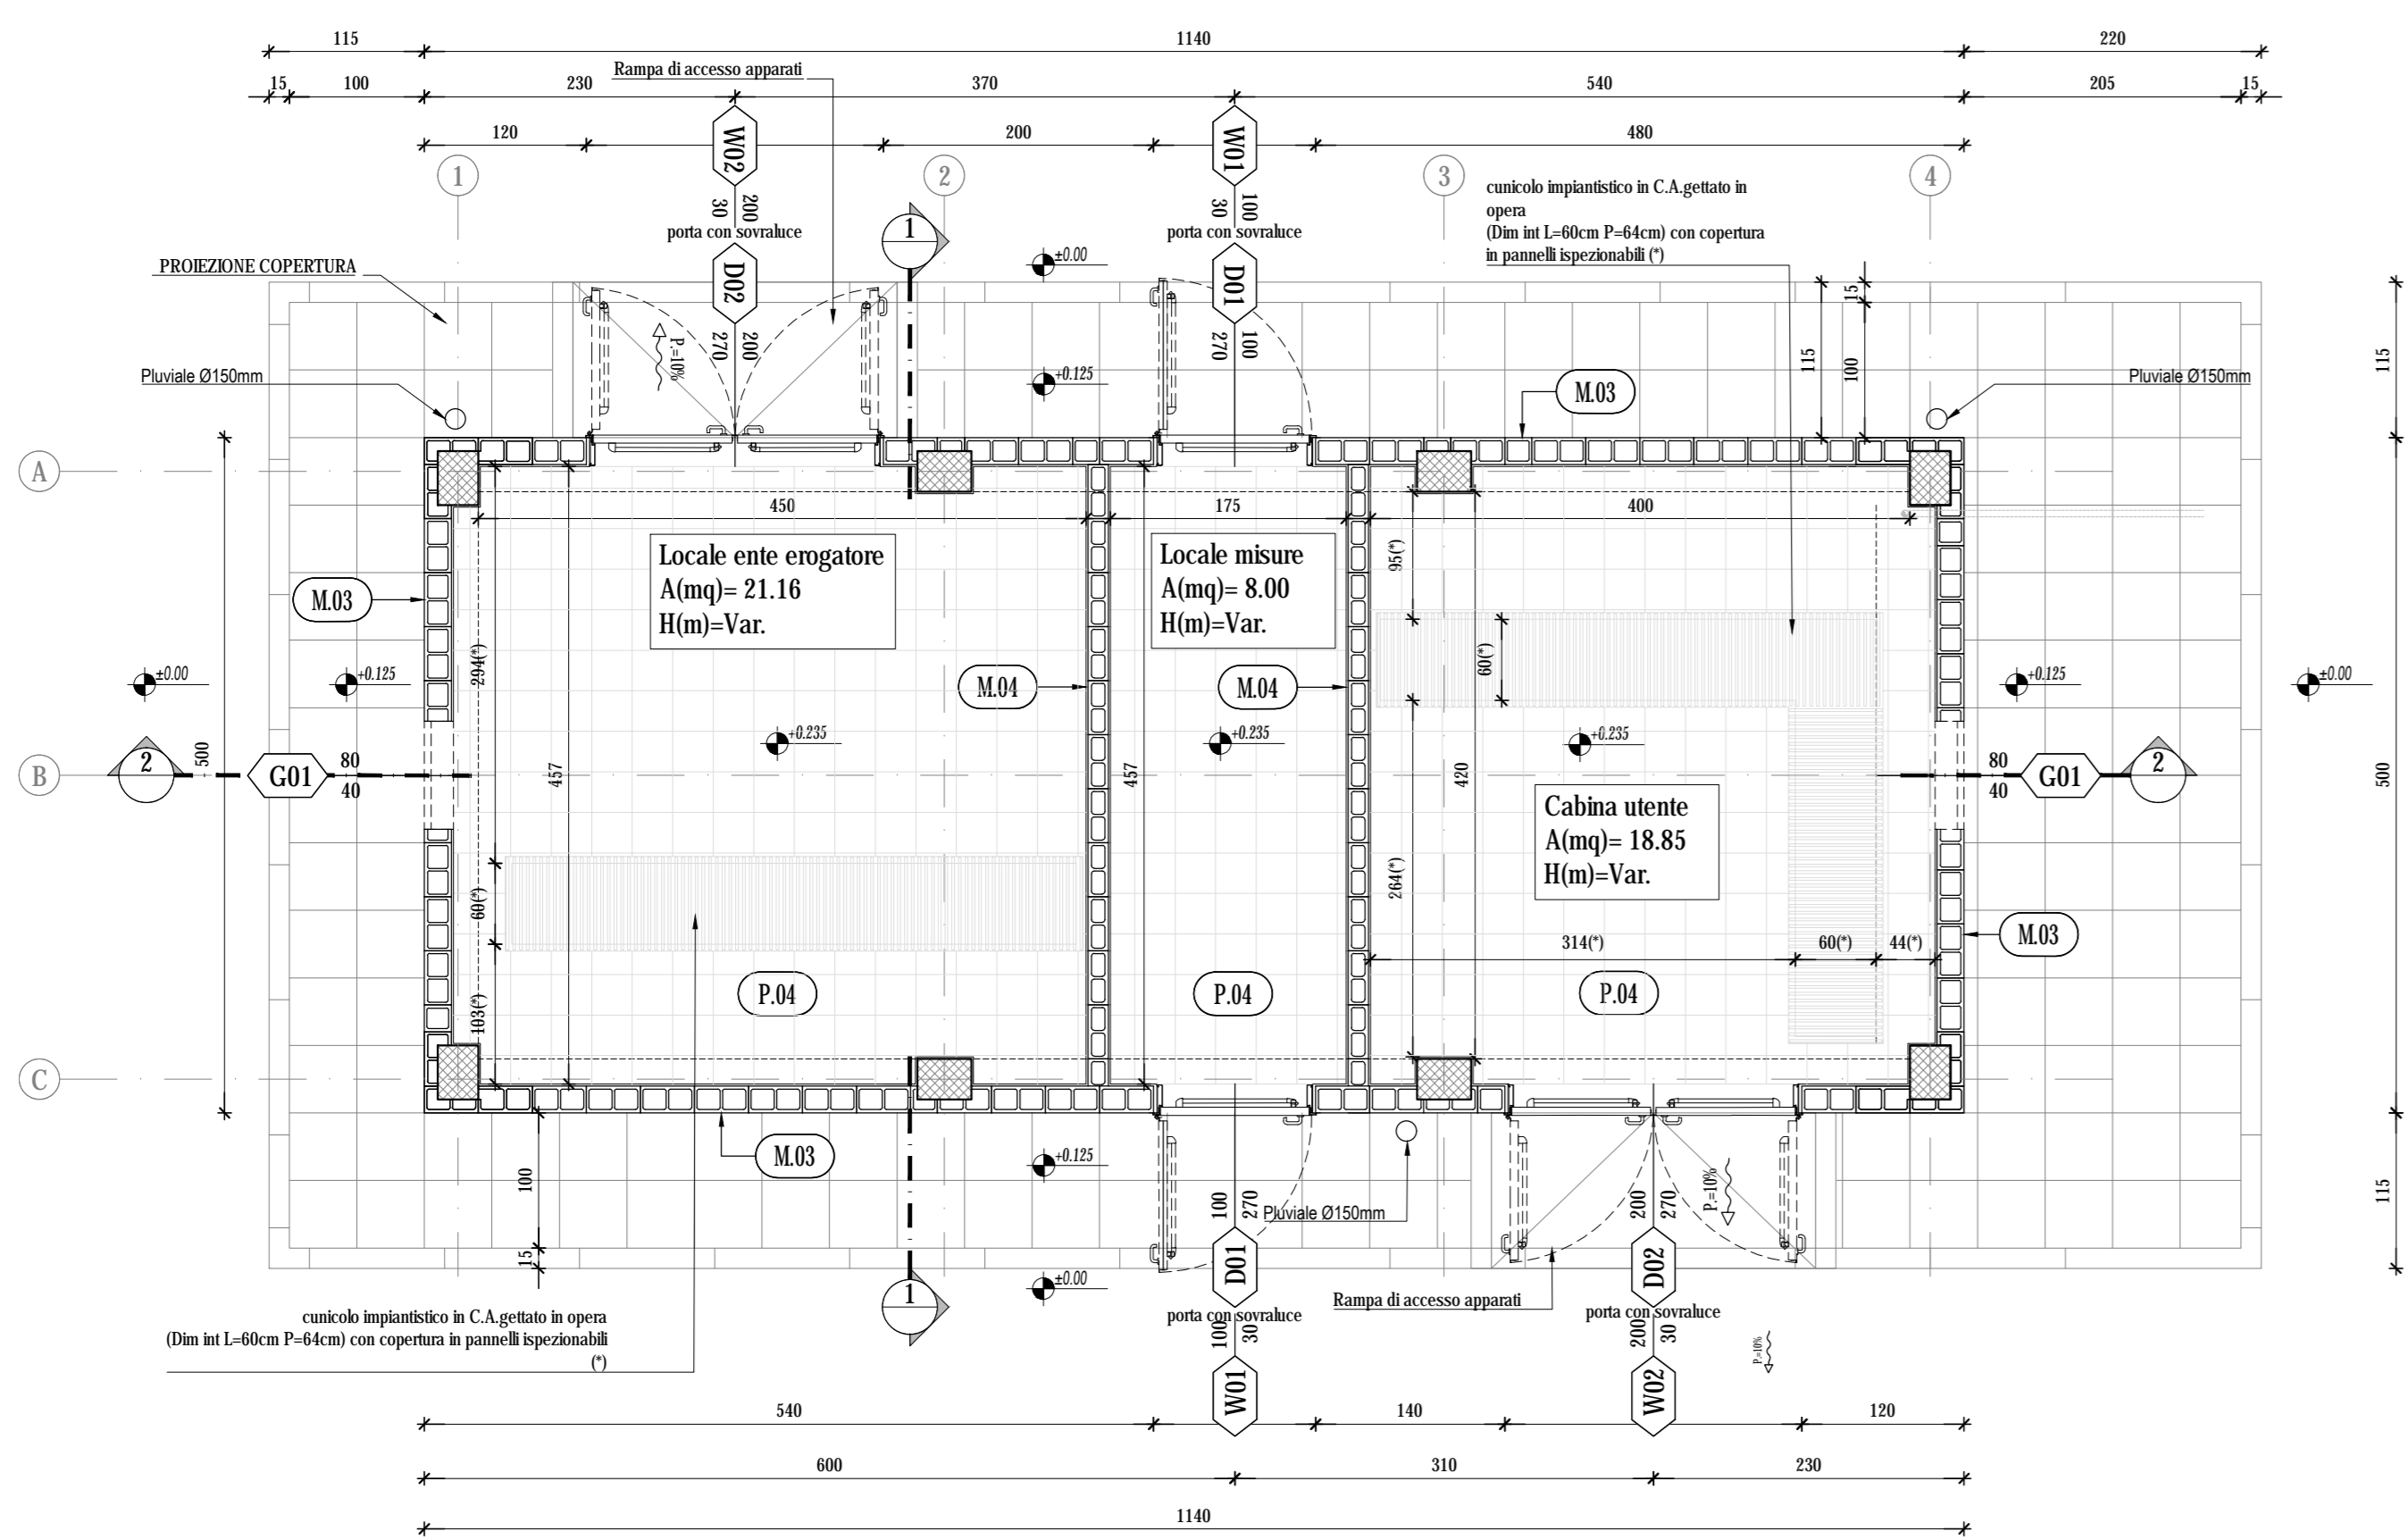 115
1140
220
15
100
230
Rampa di accesso apparati
370
540
205
15
120
W02
200
W01
480
1
2
3
4
200
30
100
30
porta con sovraluce
porta con sovraluce
cunicolo impiantistico in C.A.gettato in
opera
(Dim int L=60cm P=64cm) con copertura
in pannelli ispezionabili (*)
1
±0.00
PROIEZIONE COPERTURA
D02
D01
15
115
100
115
P.=10%
270
200
270
100
Pluviale Ø150mm
+0.125
M.03
Pluviale Ø150mm
A
450
175
400
95(*)
Locale ente erogatore
A(mq)= 21.16
H(m)=Var.
Locale misure
A(mq)= 8.00
H(m)=Var.
M.03
294(*)
60(*)
M.04
M.04
±0.00
+0.125
+0.125
±0.00
+0.235
+0.235
+0.235
500
457
457
420
500
B
2
G01
80
40
80
40
G01
2
Cabina utente
A(mq)= 18.85
H(m)=Var.
60(*)
264(*)
314(*)
60(*)
44(*)
M.03
103(*)
P.04
P.04
P.04
C
M.03
+0.125
100
15
100
270
Pluviale Ø150mm
200
270
P.=10%
115
D01
D02
±0.00
1
Rampa di accesso apparati
cunicolo impiantistico in C.A.gettato in opera
(Dim int L=60cm P=64cm) con copertura in pannelli ispezionabili
(*)
porta con sovraluce
porta con sovraluce
100
30
200
30
P.=10%
W01
W02
540
140
120
600
310
230
1140